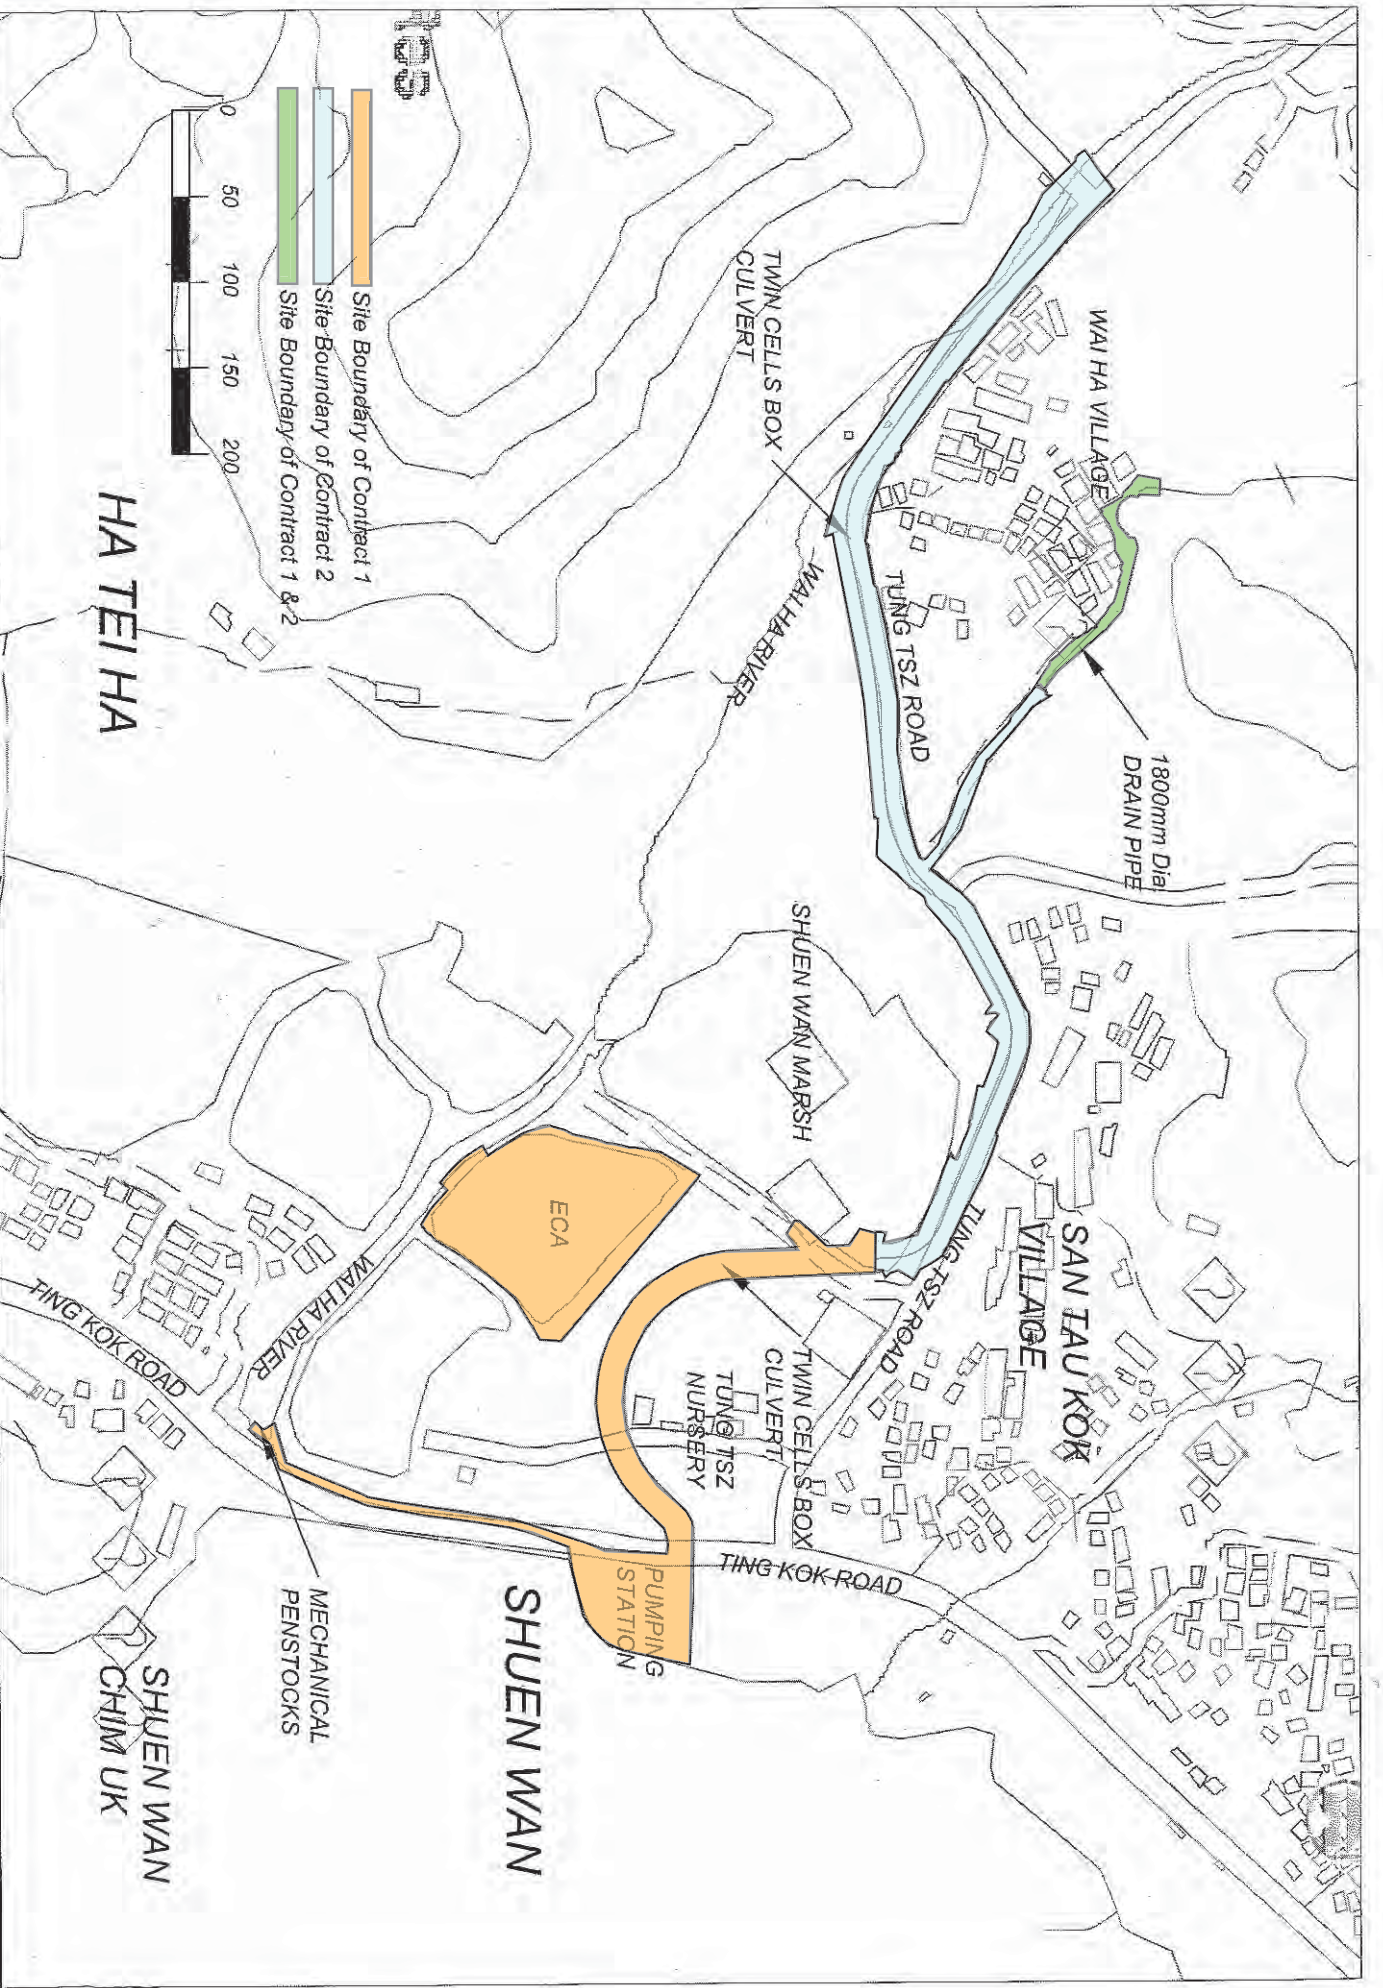 WAI HA VILLAGE
1800mm Dia
DRAIN PIPE
TWIN CELLS BOX
CULVERT
TUNG TSZ ROAD
WAI HA RIVER
SHUEN WAN MARSH
SAN TAU KOK
VILLAGE
TUNG TSZ ROAD
TWIN CELLS BOX
CULVERT
TUNG TSZ
NURSERY
ECA
TING KOK ROAD
PUMPING
STATION
WAI HA RIVER
TING KOK ROAD
MECHANICAL
PENSTOCKS
SHUEN WAN
SHUEN WAN
CHIM UK
HA TEI HA
Site Boundary of Contract 1
Site Boundary of Contract 2
Site Boundary of Contract 1 & 2
0 50 100 150 200